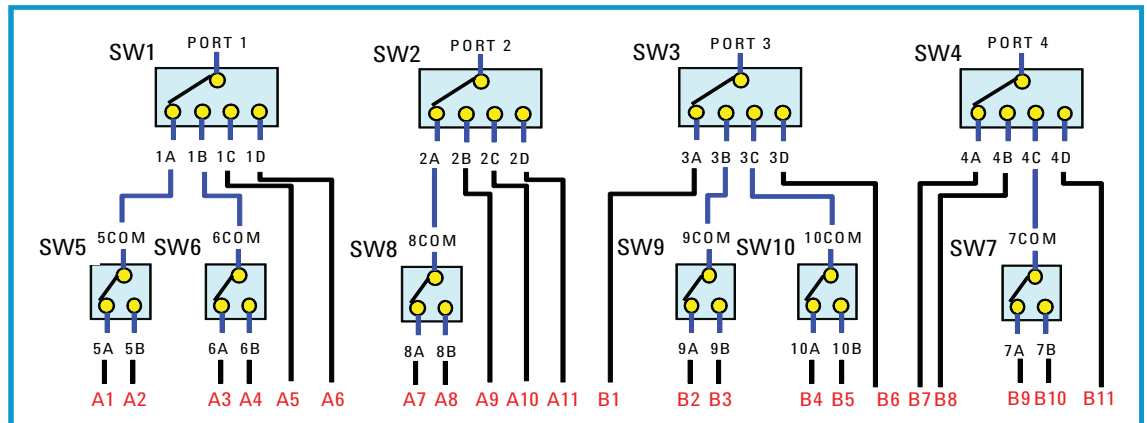 SW1 PORT 1 SW2 PORT 2 SW3 PORT 3 SW4 PORT 4
1A 1B 1C 1D 2A 2B 2C 2D 3A 3B 3C 3D 4A 4B 4C 4D
SW5 5COM SW6 6COM SW8 8COM SW9 9COM SW10 10COM SW7 7COM
5A 5B 6A 6B 8A 8B 9A 9B 10A 10B 7A 7B
A1 A2 A3 A4 A5 A6 A7 A8 A9 A10 A11 B1 B2 B3 B4 B5 B6 B7 B8 B9 B10 B11